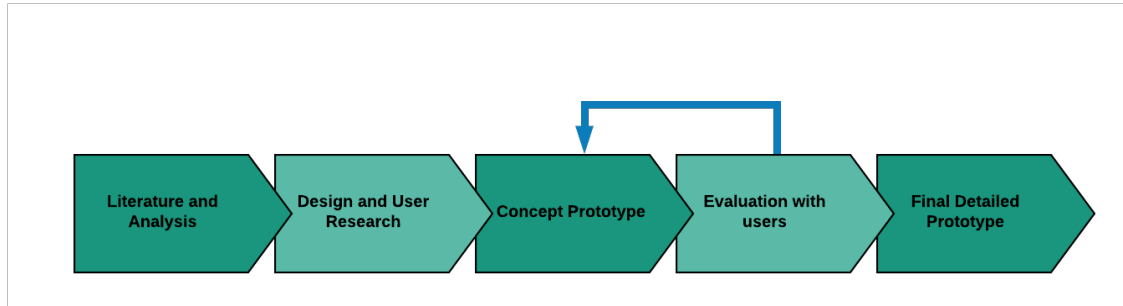 Literature and
Analysis
Design and User
Research
Concept Prototype
Evaluation with
users
Final Detailed
Prototype